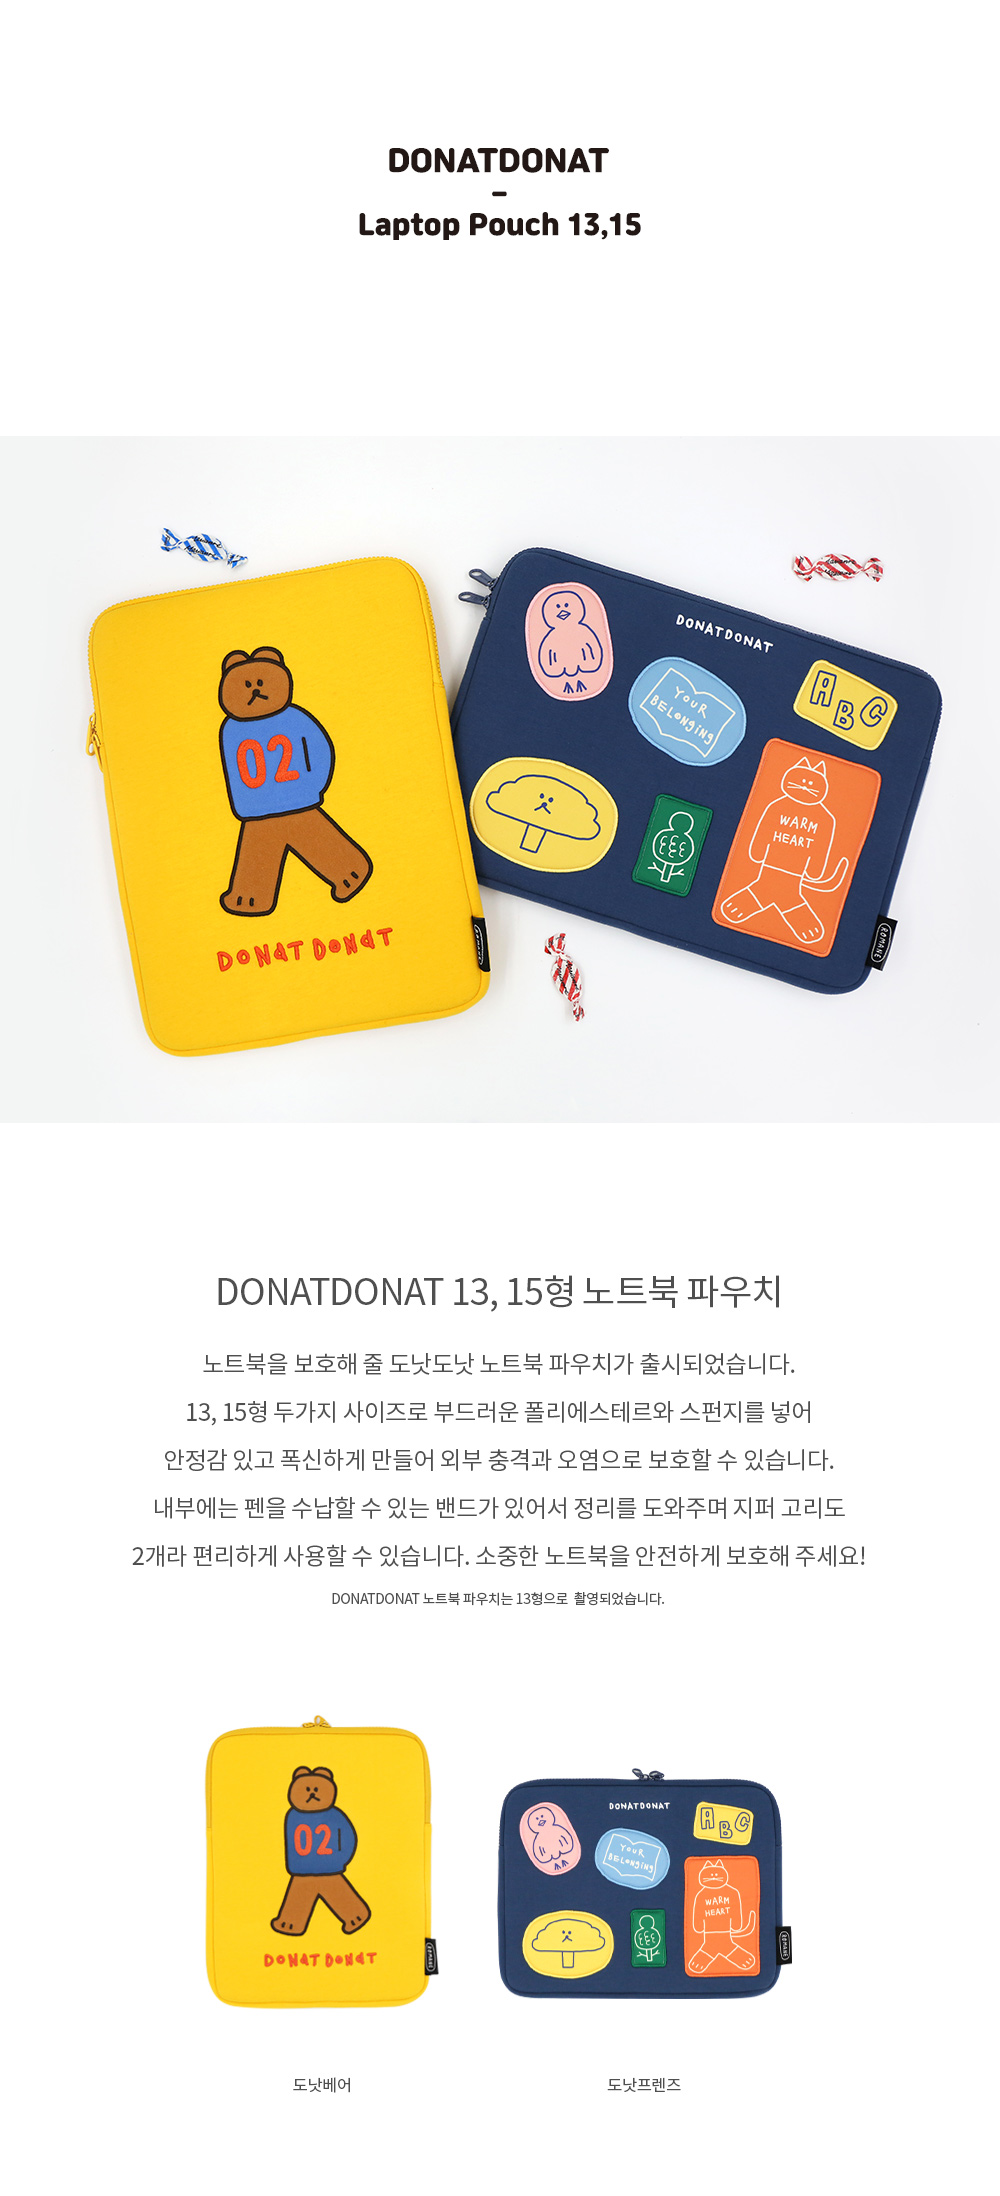 DONATDONAT
–
Laptop Pouch 13,15
DONATDONAT
YOUR
BELONGING
ABC
02
WARM
HEART
DONAT DONAT
ROMANE
ROMANE
DONATDONAT 13, 15형 노트북 파우치
노트북을 보호해 줄 도낫도낫 노트북 파우치가 출시되었습니다.
13, 15형 두가지 사이즈로 부드러운 폴리에스테르와 스펀지를 넣어
안정감 있고 폭신하게 만들어 외부 충격과 오염으로 보호할 수 있습니다.
내부에는 펜을 수납할 수 있는 밴드가 있어서 정리를 도와주며 지퍼 고리도
2개라 편리하게 사용할 수 있습니다. 소중한 노트북을 안전하게 보호해 주세요!
DONATDONAT 노트북 파우치는 13형으로 촬영되었습니다.
02
DONAT DONAT
ROMANE
DONATDONAT
ABC
YOUR
BELONGING
WARM
HEART
ROMANE
도낫베어
도낫프렌즈